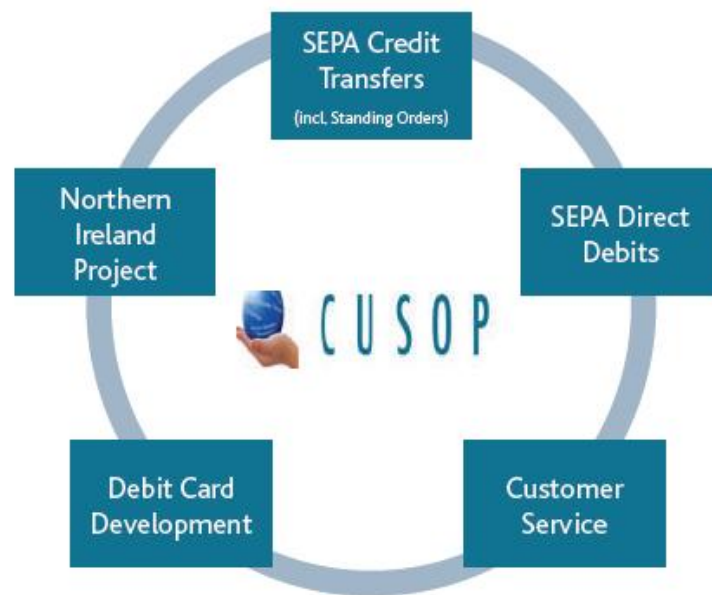 SEPA Credit
Transfers
(incl. Standing Orders)
Northern
Ireland
Project
SEPA Direct
Debits
CUSOP
Debit Card
Development
Customer
Service